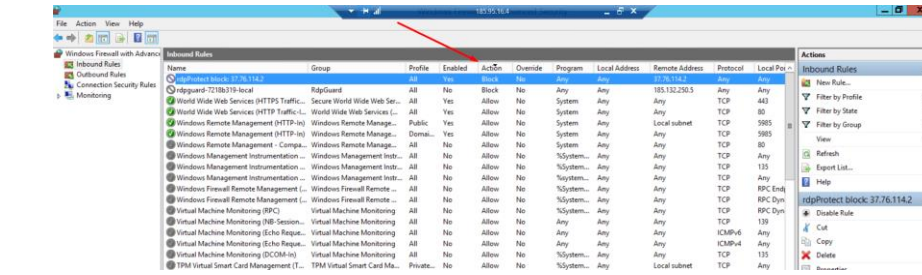 185.95.16.4
File Action View Help
Windows Firewall with Advance
Inbound Rules
Outbound Rules
Connection Security Rules
Monitoring
Inbound Rules
Name Group Profile Enabled Action Override Program Local Address Remote Address Protocol Local Por
rdpProtect block: 37.76.114.2 All Yes Block No Any Any 37.76.114.2 Any Any
rdpguard-7218b319-local RdpGuard All No Block No Any Any 185.132.250.5 Any Any
World Wide Web Services (HTTPS Traffic... Secure World Wide Web Ser... All Yes Allow No System Any Any TCP 443
World Wide Web Services (HTTP Traffic-I... World Wide Web Services (... All Yes Allow No System Any Any TCP 80
Windows Remote Management (HTTP-In) Windows Remote Manage... Public Yes Allow No System Any Local subnet TCP 5985
Windows Remote Management (HTTP-In) Windows Remote Manage... Domai... Yes Allow No System Any Any TCP 5985
Windows Remote Management - Compa... Windows Remote Manage... All No Allow No System Any Any TCP 80
Windows Management Instrumentation ... Windows Management Instr... All No Allow No %System... Any Any TCP Any
Windows Management Instrumentation ... Windows Management Instr... All No Allow No %System... Any Any TCP 135
Windows Management Instrumentation ... Windows Management Instr... All No Allow No %system... Any Any TCP Any
Windows Firewall Remote Management (... Windows Firewall Remote ... All No Allow No %System... Any Any TCP RPC Endp
Windows Firewall Remote Management (... Windows Firewall Remote ... All No Allow No %System... Any Any TCP RPC Dyn
Virtual Machine Monitoring (RPC) Virtual Machine Monitoring All No Allow No %System... Any Any TCP RPC Dyn
Virtual Machine Monitoring (NB-Session... Virtual Machine Monitoring All No Allow No Any Any Any TCP 139
Virtual Machine Monitoring (Echo Reque... Virtual Machine Monitoring All No Allow No Any Any Any ICMPv6 Any
Virtual Machine Monitoring (Echo Reque... Virtual Machine Monitoring All No Allow No Any Any Any ICMPv4 Any
Virtual Machine Monitoring (DCOM-In) Virtual Machine Monitoring All No Allow No %System... Any Any TCP 135
TPM Virtual Smart Card Management (T... TPM Virtual Smart Card Ma... Private... No Allow No %System... Any Local subnet TCP Any
Actions
Inbound Rules
New Rule...
Filter by Profile
Filter by State
Filter by Group
View
Refresh
Export List...
Help
rdpProtect block: 37.76.114.2
Disable Rule
Cut
Copy
Delete
Properties